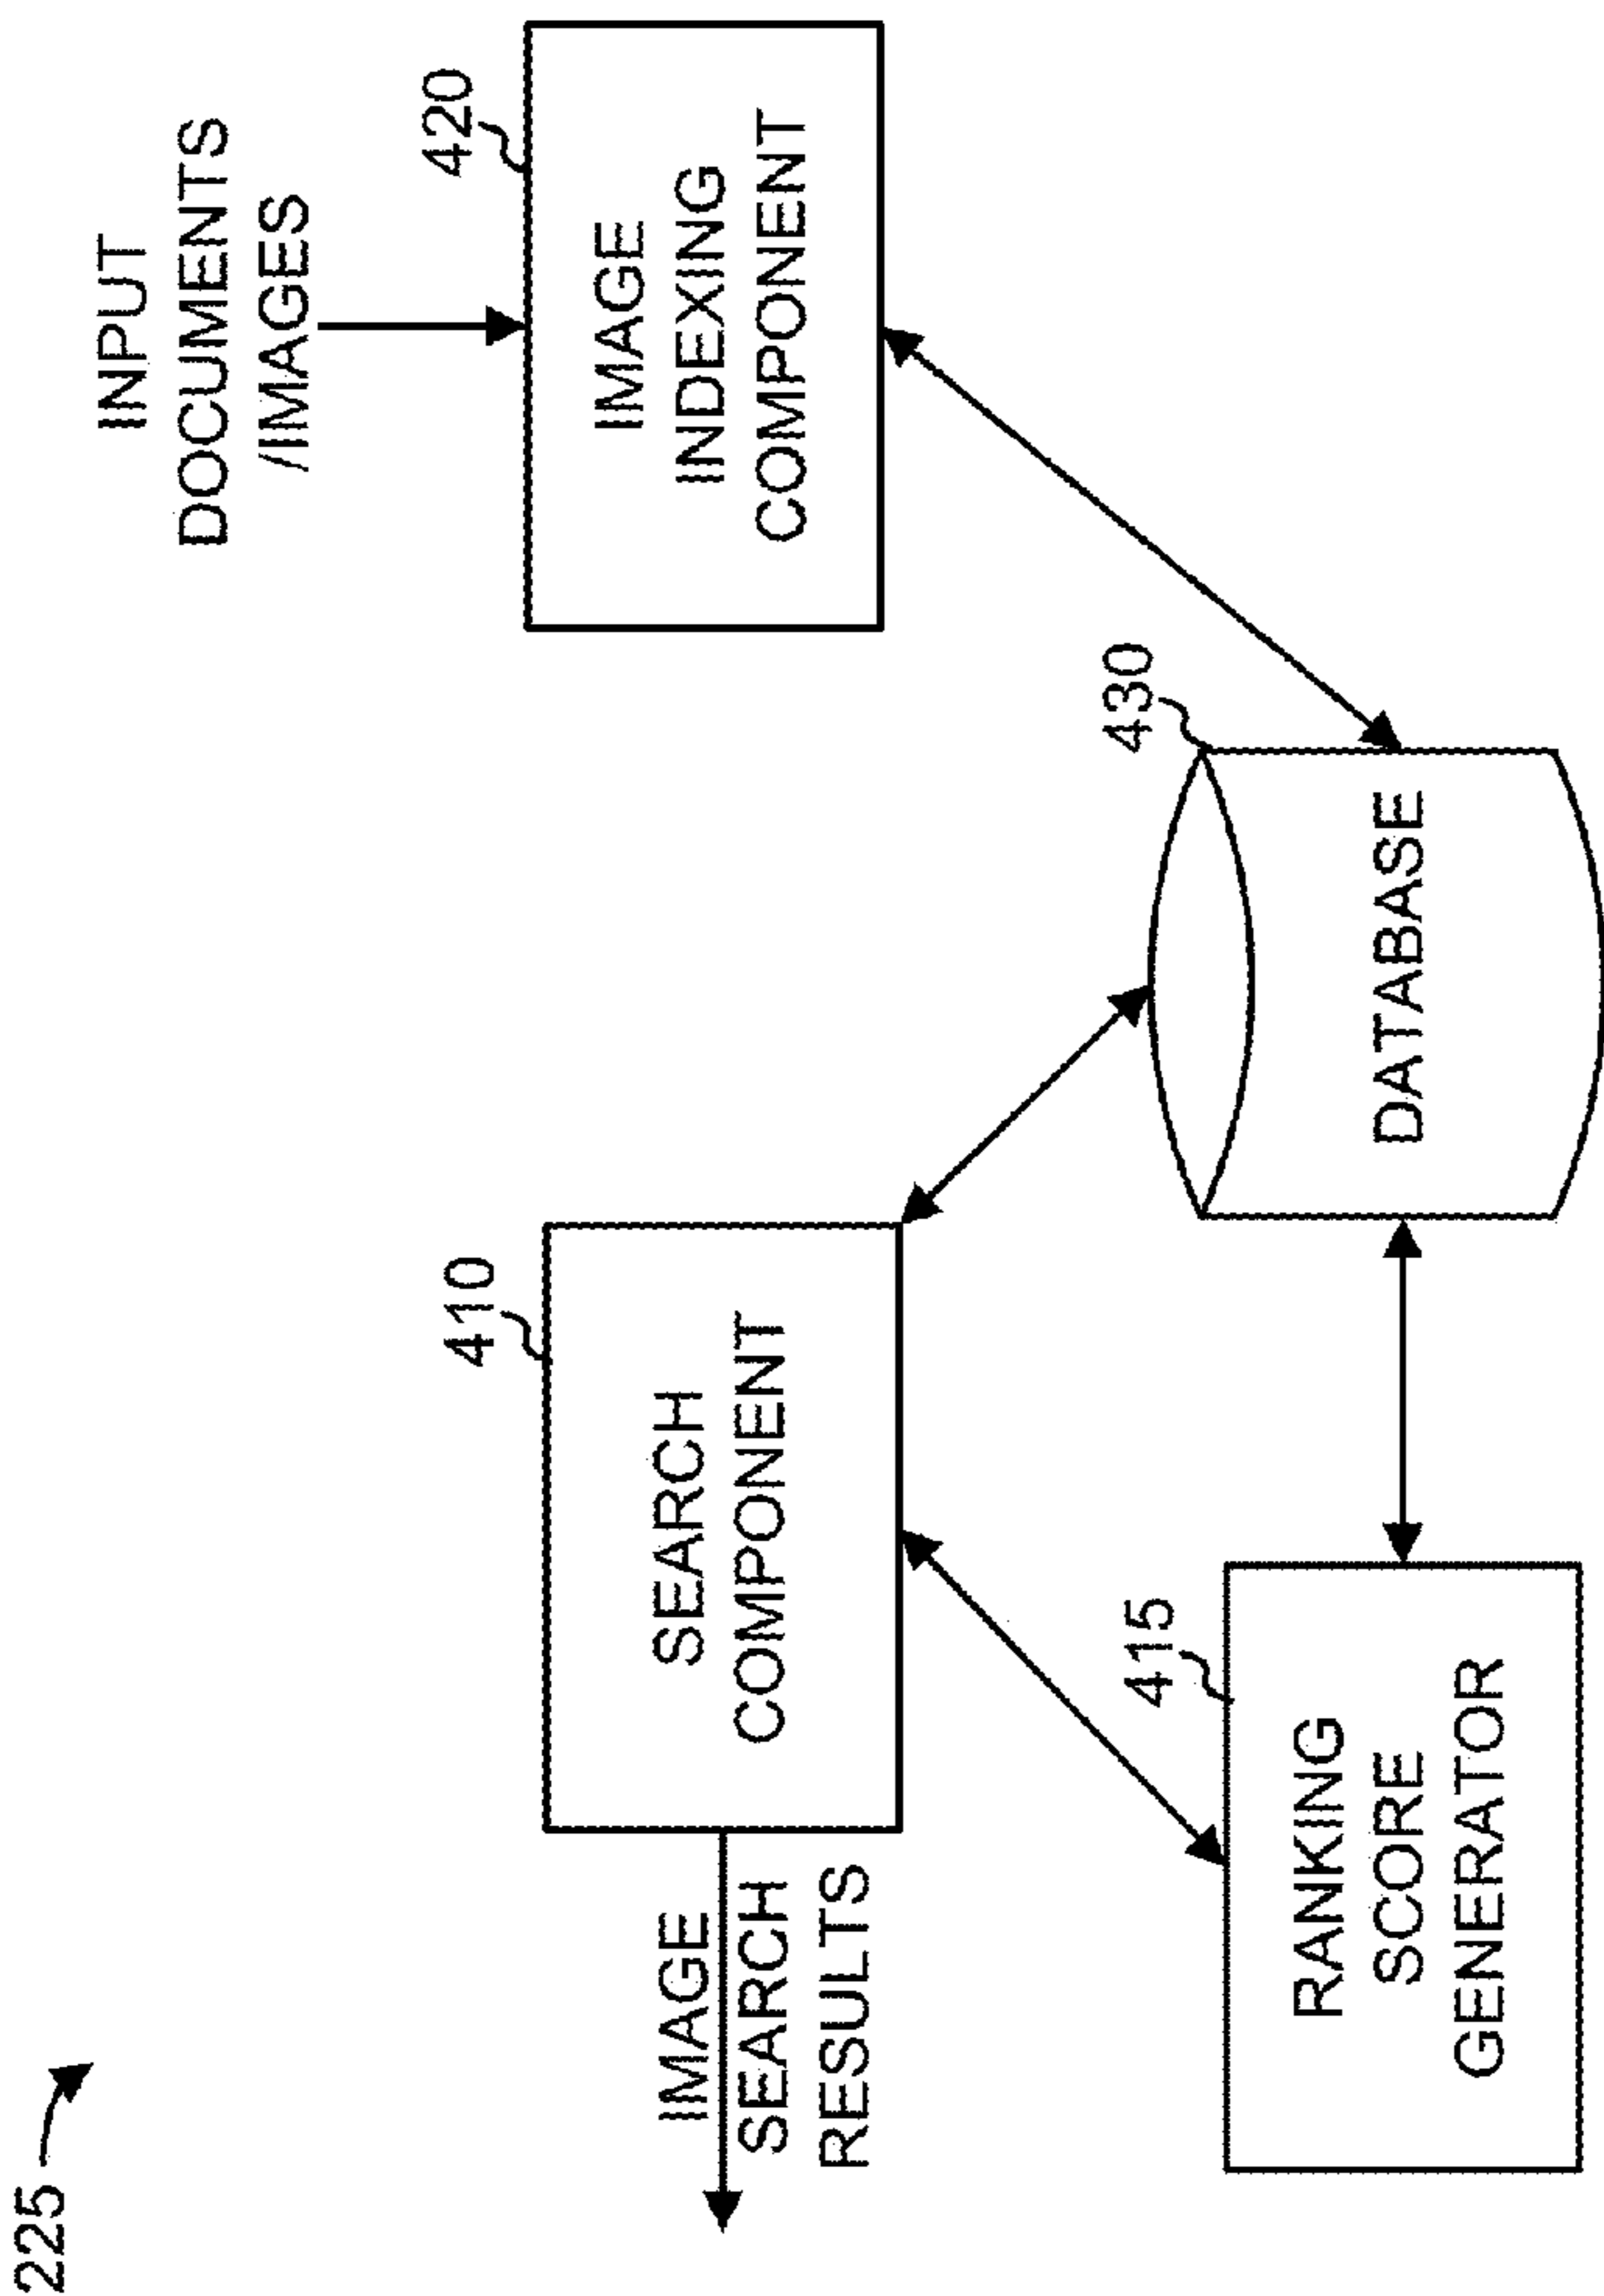 225
INPUT
DOCUMENTS
/IMAGES
420
IMAGE
INDEXING
COMPONENT
410
SEARCH
COMPONENT
IMAGE
SEARCH
RESULTS
430
DATABASE
415
RANKING
SCORE
GENERATOR